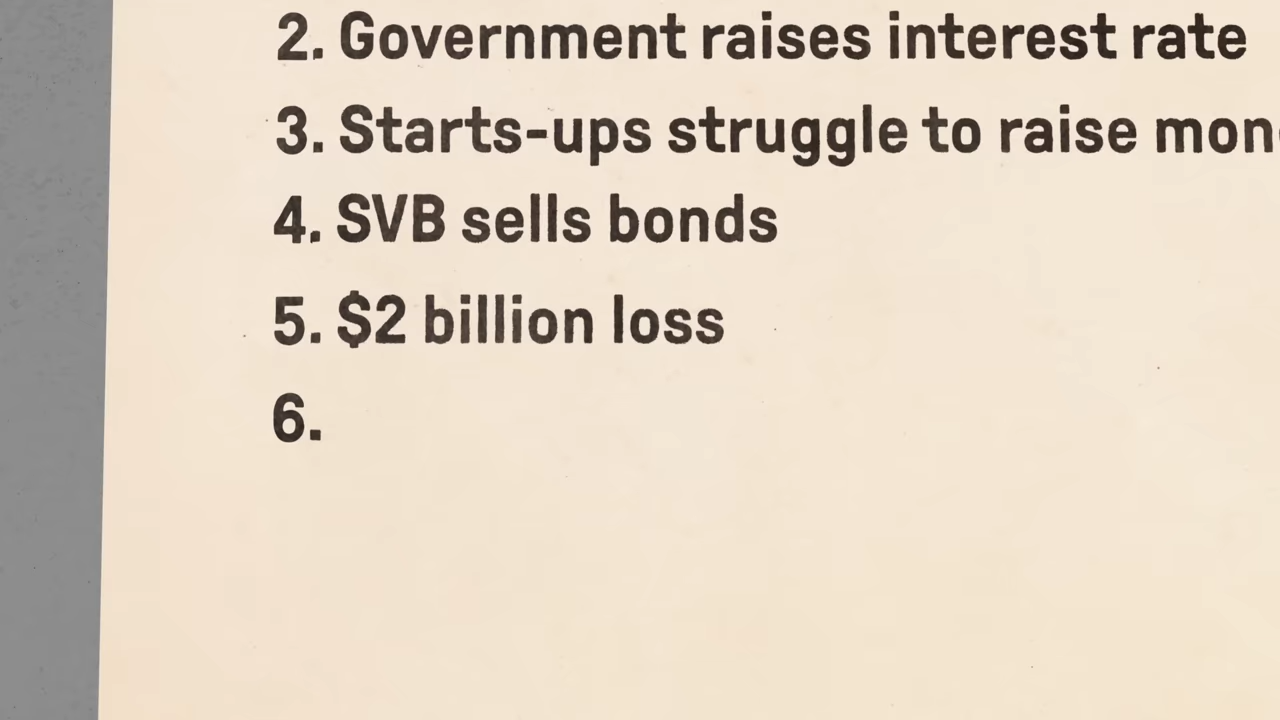 2. Government raises interest rate
3. Starts-ups struggle to raise
4. SVB sells bonds
5. $2 billion loss
6.